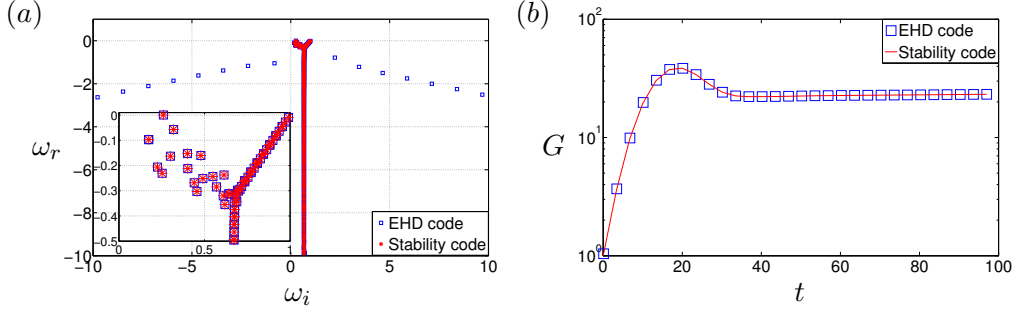 (a)
0
−2
−4
−6
−8
−10
ω_r
0
−0.1
−0.2
−0.3
−0.4
−0.5
0 0.5 1
EHD code
Stability code
−10 −5 0 5 10
ω_i
(b)
10^2
10^1
10^0
G
EHD code
Stability code
0 20 40 60 80 100
t